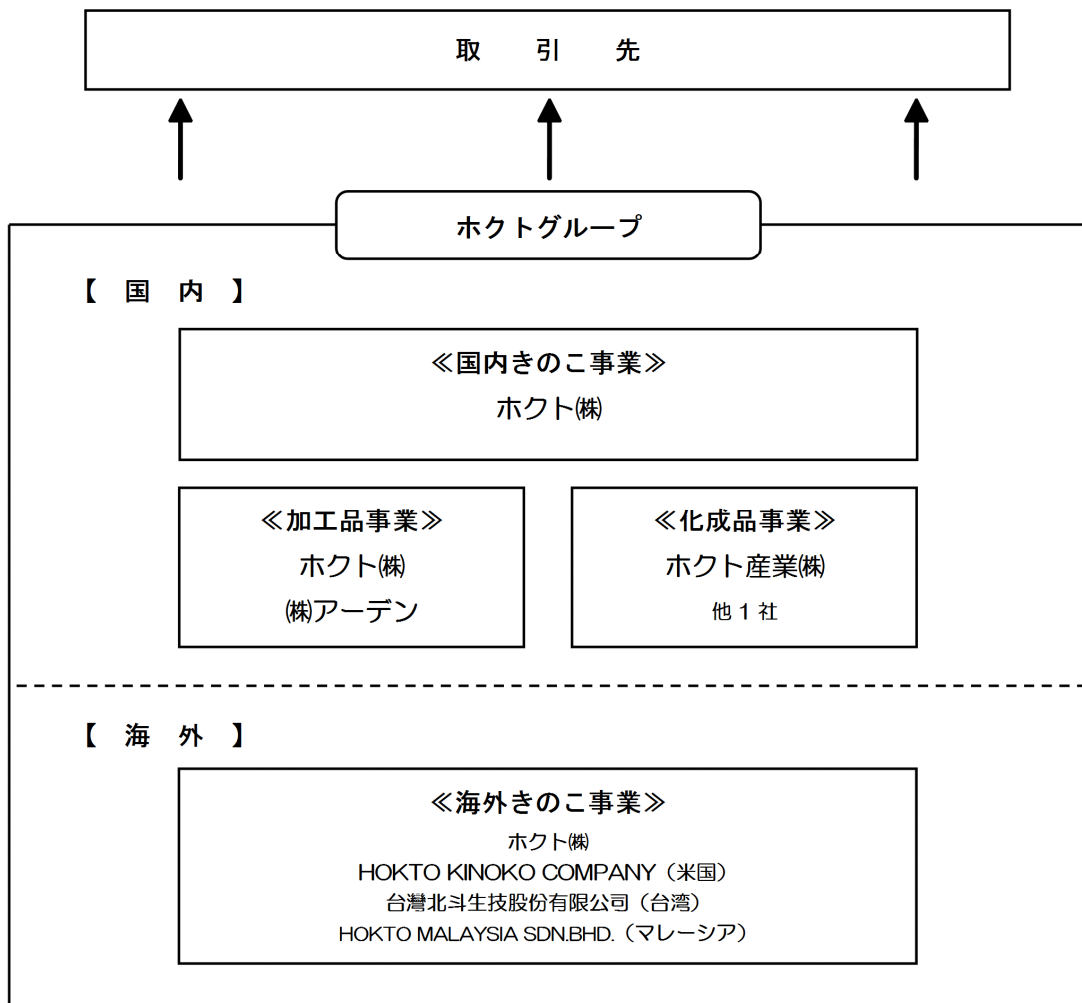 取引先
ホクトグループ
【国内】
≪国内きのこ事業≫
ホクト㈱
≪加工品事業≫
ホクト㈱
㈱アーデン
≪化成品事業≫
ホクト産業㈱
他1社
【海外】
≪海外きのこ事業≫
ホクト㈱
HOKTO KINOKO COMPANY（米国）
台灣北斗生技股份有限公司（台湾）
HOKTO MALAYSIA SDN.BHD.（マレーシア）